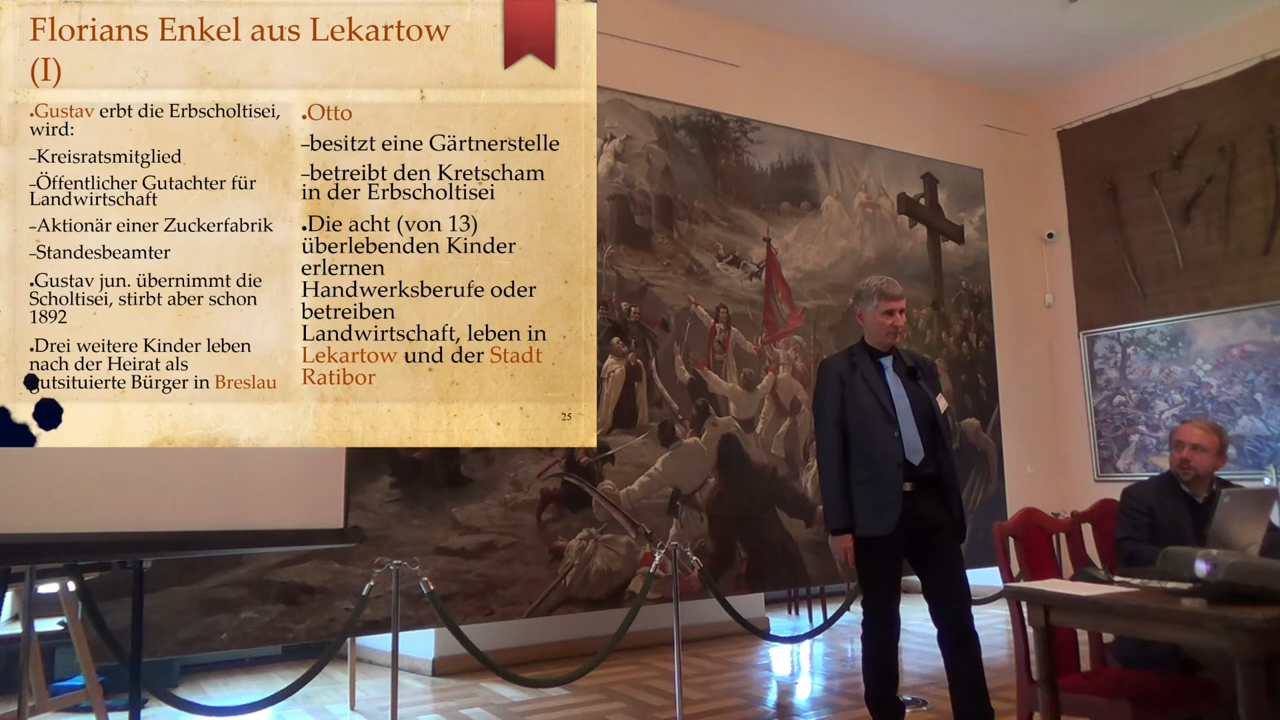 Florians Enkel aus Lekartow
(I)
•Gustav erbt die Erbscholtisei,
wird:
–Kreisratsmitglied
–Öffentlicher Gutachter für
Landwirtschaft
–Aktionär einer Zuckerfabrik
–Standesbeamter
•Gustav jun. übernimmt die
Scholtisei, stirbt aber schon
1892
•Drei weitere Kinder leben
nach der Heirat als
gutsituierte Bürger in Breslau
•Otto
–besitzt eine Gärtnerstelle
–betreibt den Kretscham
in der Erbscholtisei
•Die acht (von 13)
überlebenden Kinder
erlernen
Handwerksberufe oder
betreiben
Landwirtschaft, leben in
Lekartow und der Stadt
Ratibor
25